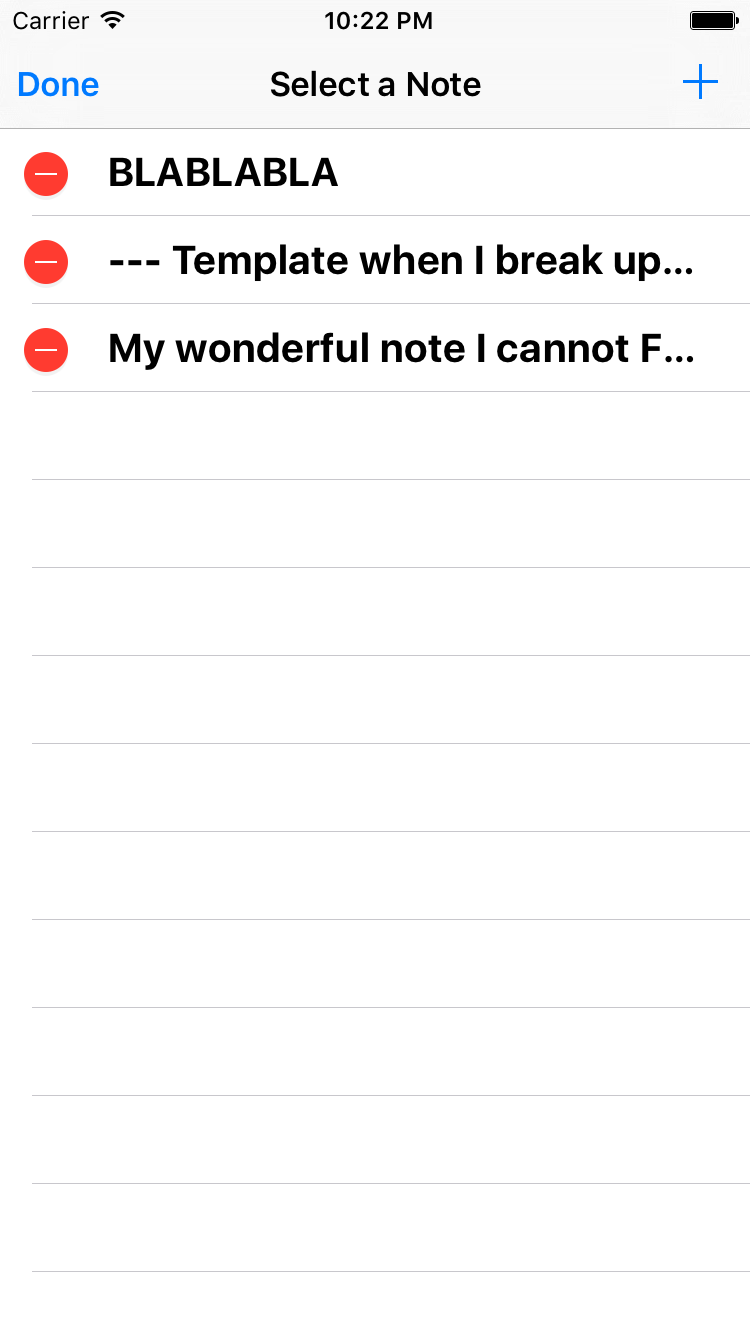 Carrier 10:22 PM
Done Select a Note
BLABLABLA
--- Template when I break up...
My wonderful note I cannot F...